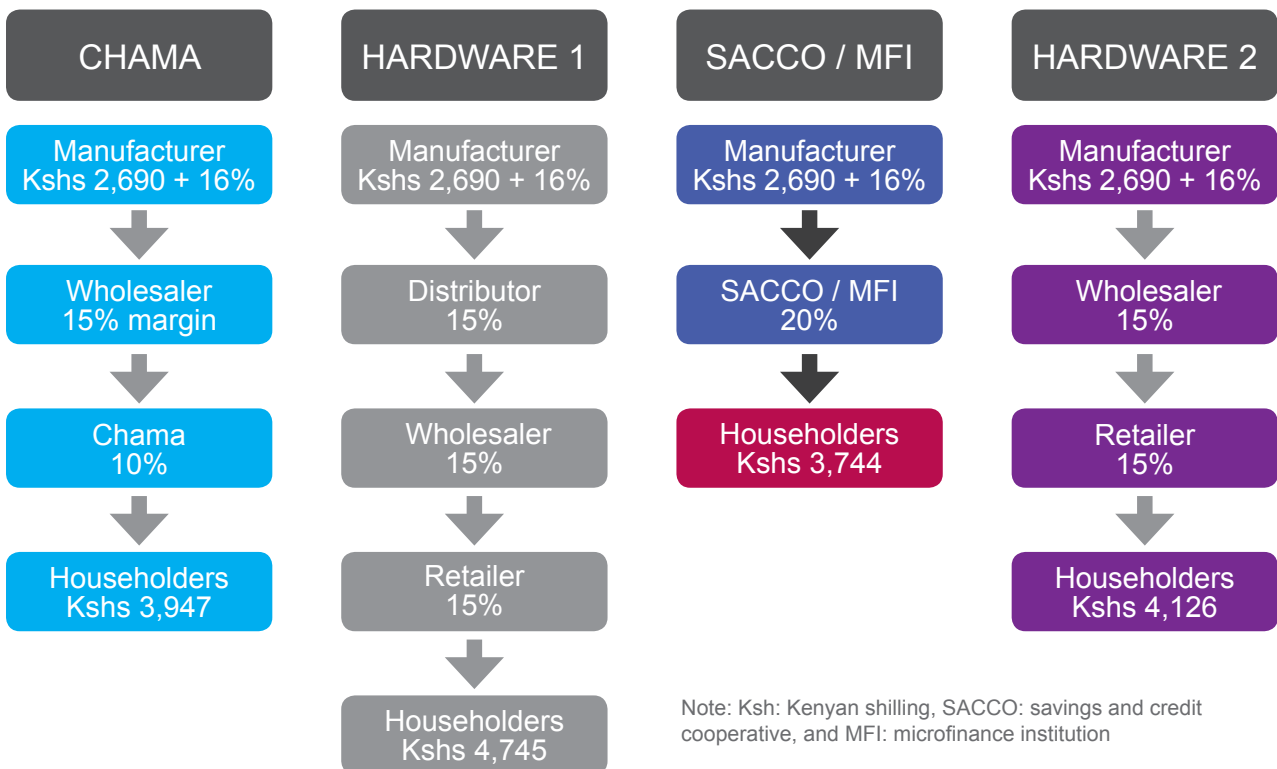 CHAMA
Manufacturer
Kshs 2,690 + 16%
Wholesaler
15% margin
Chama
10%
Householders
Kshs 3,947
HARDWARE 1
Manufacturer
Kshs 2,690 + 16%
Distributor
15%
Wholesaler
15%
Retailer
15%
Householders
Kshs 4,745
SACCO / MFI
Manufacturer
Kshs 2,690 + 16%
SACCO / MFI
20%
Householders
Kshs 3,744
HARDWARE 2
Manufacturer
Kshs 2,690 + 16%
Wholesaler
15%
Retailer
15%
Householders
Kshs 4,126
Note: Ksh: Kenyan shilling, SACCO: savings and credit
cooperative, and MFI: microfinance institution